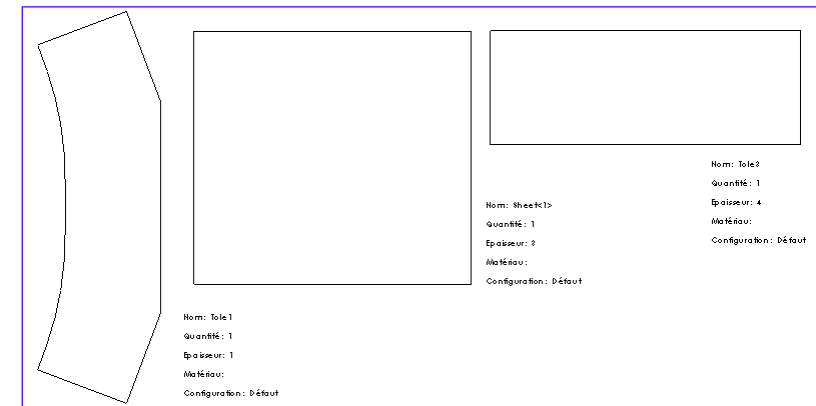 Nom: Tole3
Quantité: 1
Epaisseur: 4
Matériau:
Configuration: Défaut
Nom: Sheet<1>
Quantité: 1
Epaisseur: 3
Matériau:
Configuration: Défaut
Nom: Tole1
Quantité: 1
Epaisseur: 1
Matériau:
Configuration: Défaut